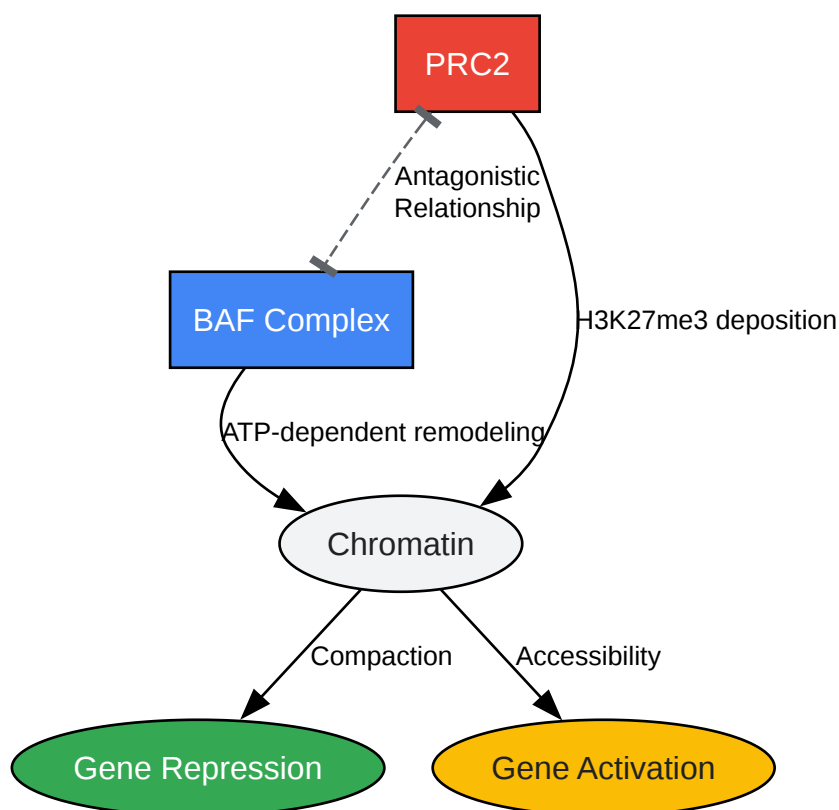 PRC2
Antagonistic
Relationship
BAF Complex
H3K27me3 deposition
ATP-dependent remodeling
Chromatin
Compaction
Accessibility
Gene Repression
Gene Activation